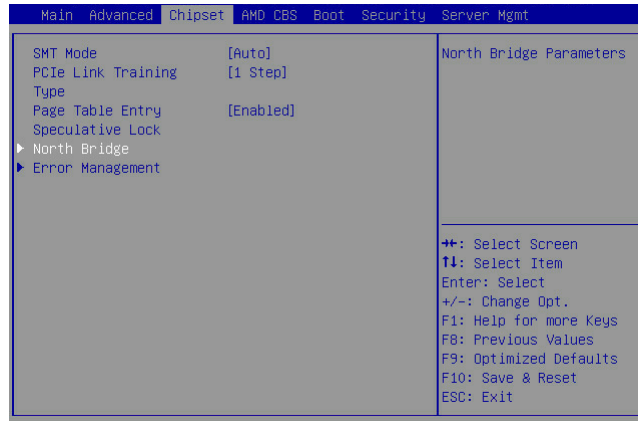 Main Advanced Chipset AMD CBS Boot Security Server Mgmt
SMT Mode [Auto]
PCIe Link Training [1 Step]
Type
Page Table Entry [Enabled]
Speculative Lock
North Bridge
Error Management
North Bridge Parameters
→←: Select Screen
↑↓: Select Item
Enter: Select
+/-: Change Opt.
F1: Help for more Keys
F8: Previous Values
F9: Optimized Defaults
F10: Save & Reset
ESC: Exit